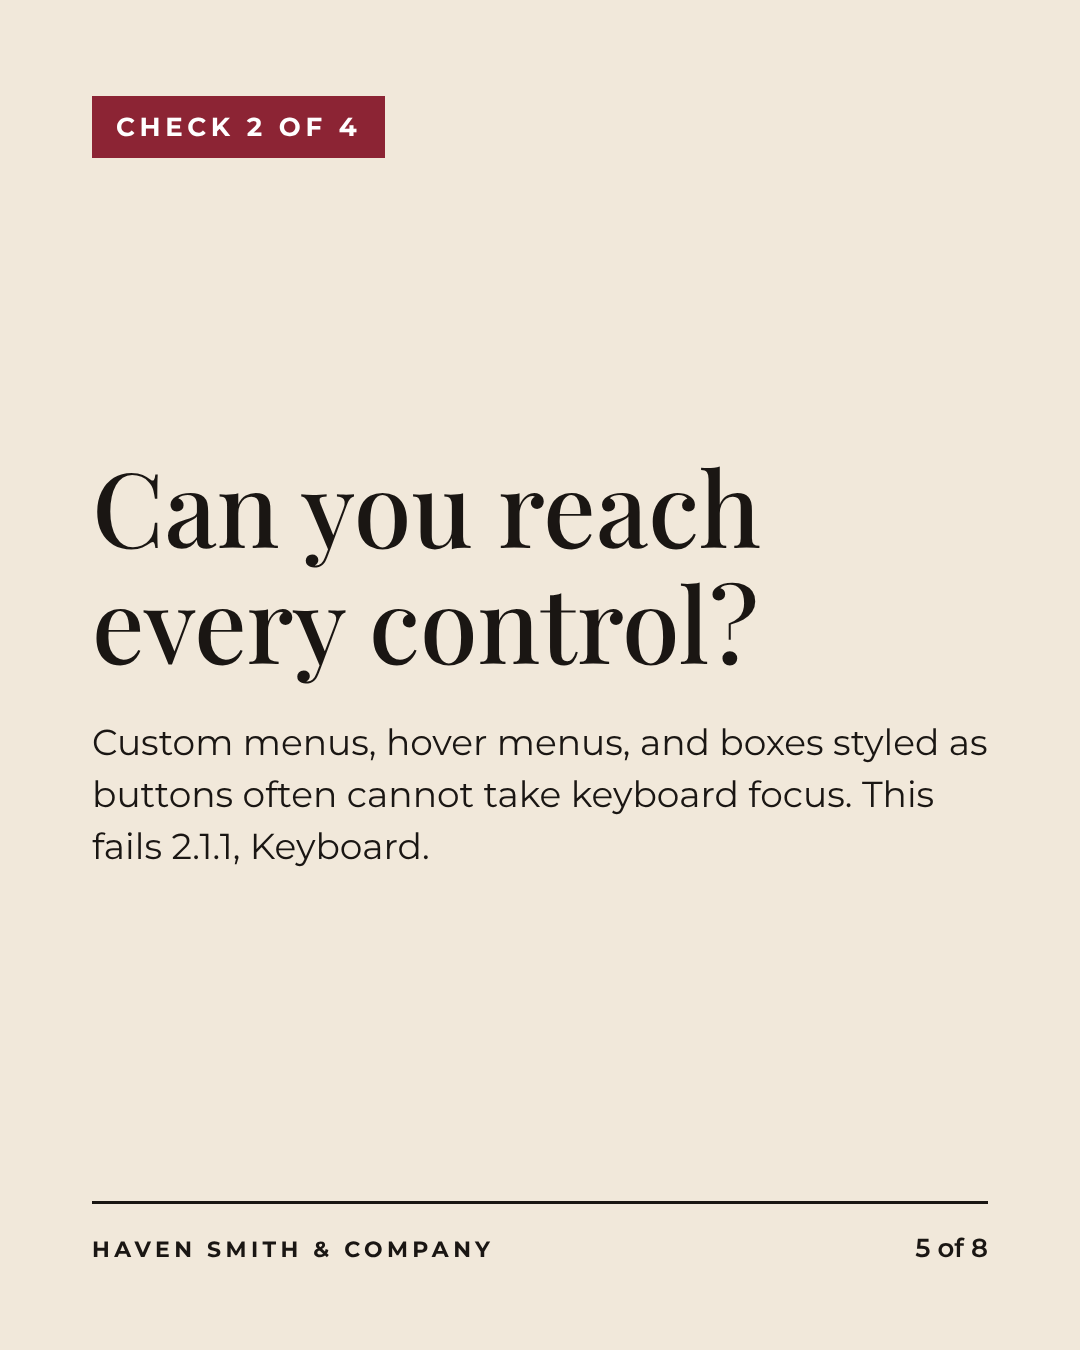 CHECK 2 OF 4
Can you reach
every control?
Custom menus, hover menus, and boxes styled as
buttons often cannot take keyboard focus. This
fails 2.1.1, Keyboard.
HAVEN SMITH & COMPANY
5 of 8